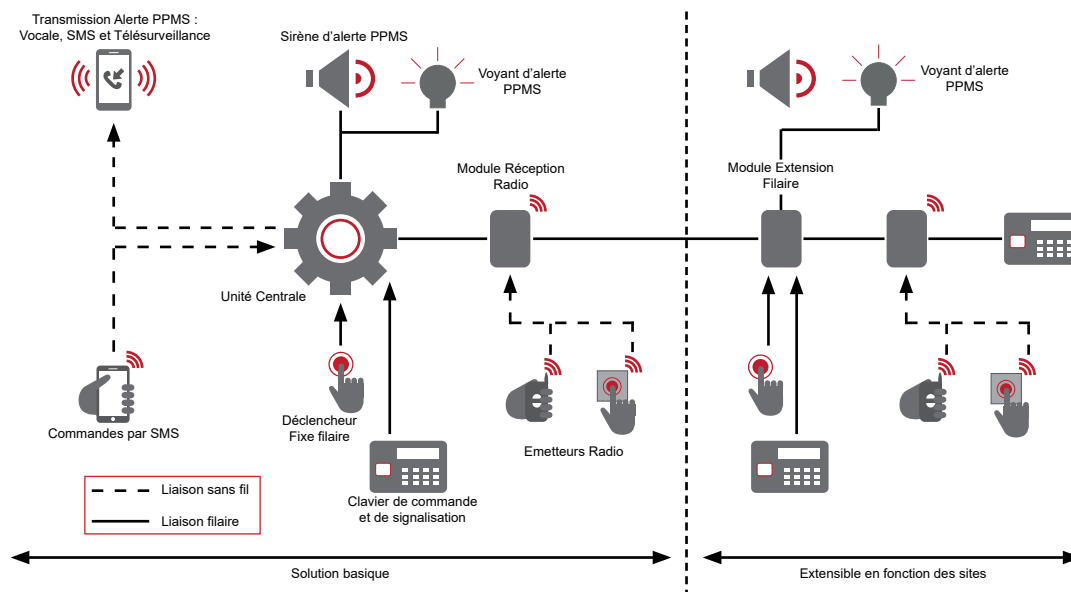 Transmission Alerte PPMS :
Vocale, SMS et Télésurveillance
Sirène d'alerte PPMS
Voyant d'alerte
PPMS
Voyant d'alerte
PPMS
Module Réception
Radio
Module Extension
Filaire
Unité Centrale
Déclencheur
Fixe filaire
Commandes par SMS
Emetteurs Radio
Clavier de commande
et de signalisation
Liaison sans fil
Liaison filaire
Solution basique
Extensible en fonction des sites